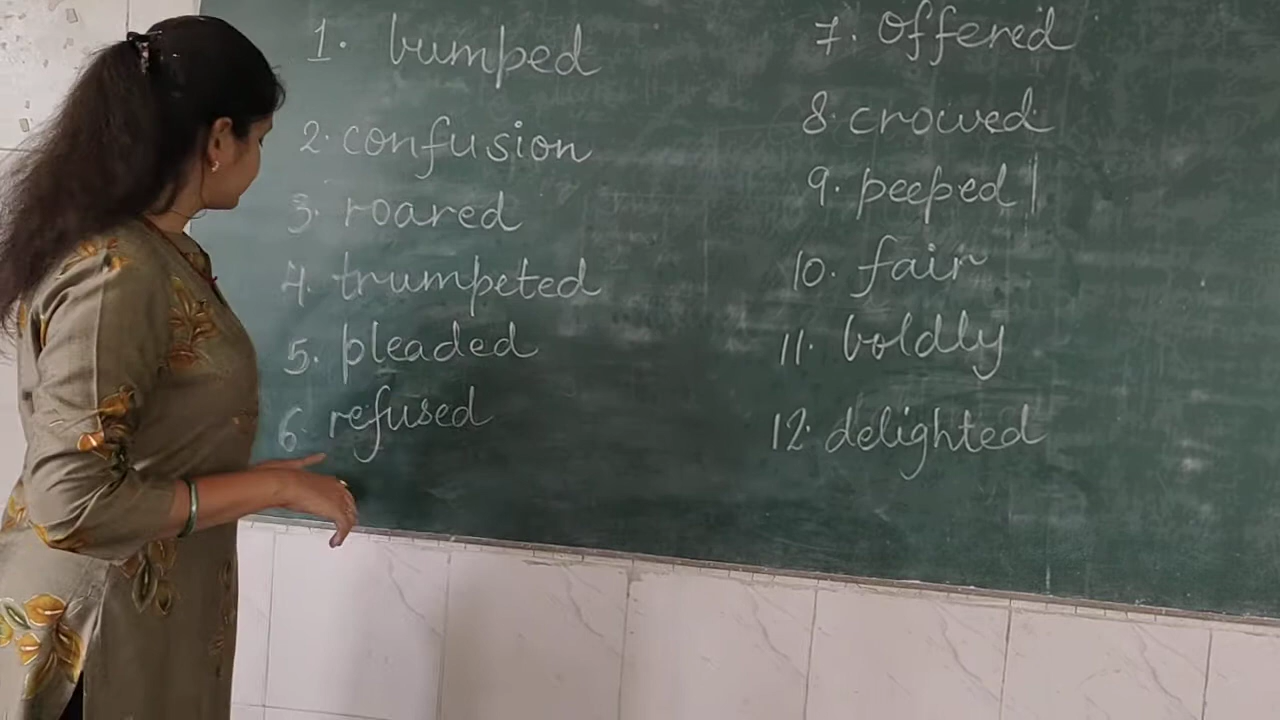 1. bumped
2. confusion
3. roared
4. trumpeted
5. pleaded
6. refused
7. offered
8. crowed
9. peeped
10. fair
11. boldly
12. delighted